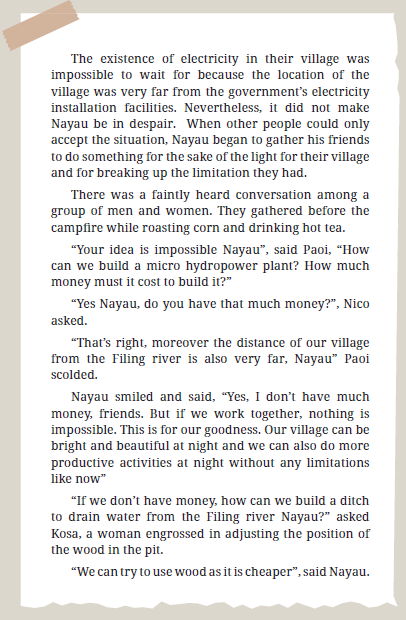 The existence of electricity in their village was
impossible to wait for because the location of the
village was very far from the government's electricity
installation facilities. Nevertheless, it did not make
Nayau be in despair.  When other people could only
accept the situation, Nayau began to gather his friends
to do something for the sake of the light for their village
and for breaking up the limitation they had.
There was a faintly heard conversation among a
group of men and women. They gathered before the
campfire while roasting corn and drinking hot tea.
“Your idea is impossible Nayau”, said Paoi, “How
can we build a micro hydropower plant? How much
money must it cost to build it?”
“Yes Nayau, do you have that much money?”, Nico
asked.
“That's right, moreover the distance of our village
from the Filing river is also very far, Nayau” Paoi
scolded.
Nayau smiled and said, “Yes, I don't have much
money, friends. But if we work together, nothing is
impossible. This is for our goodness. Our village can be
bright and beautiful at night and we can also do more
productive activities at night without any limitations
like now”
“If we don't have money, how can we build a ditch
to drain water from the Filing river Nayau?” asked
Kosa, a woman engrossed in adjusting the position of
the wood in the pit.
“We can try to use wood as it is cheaper”, said Nayau.